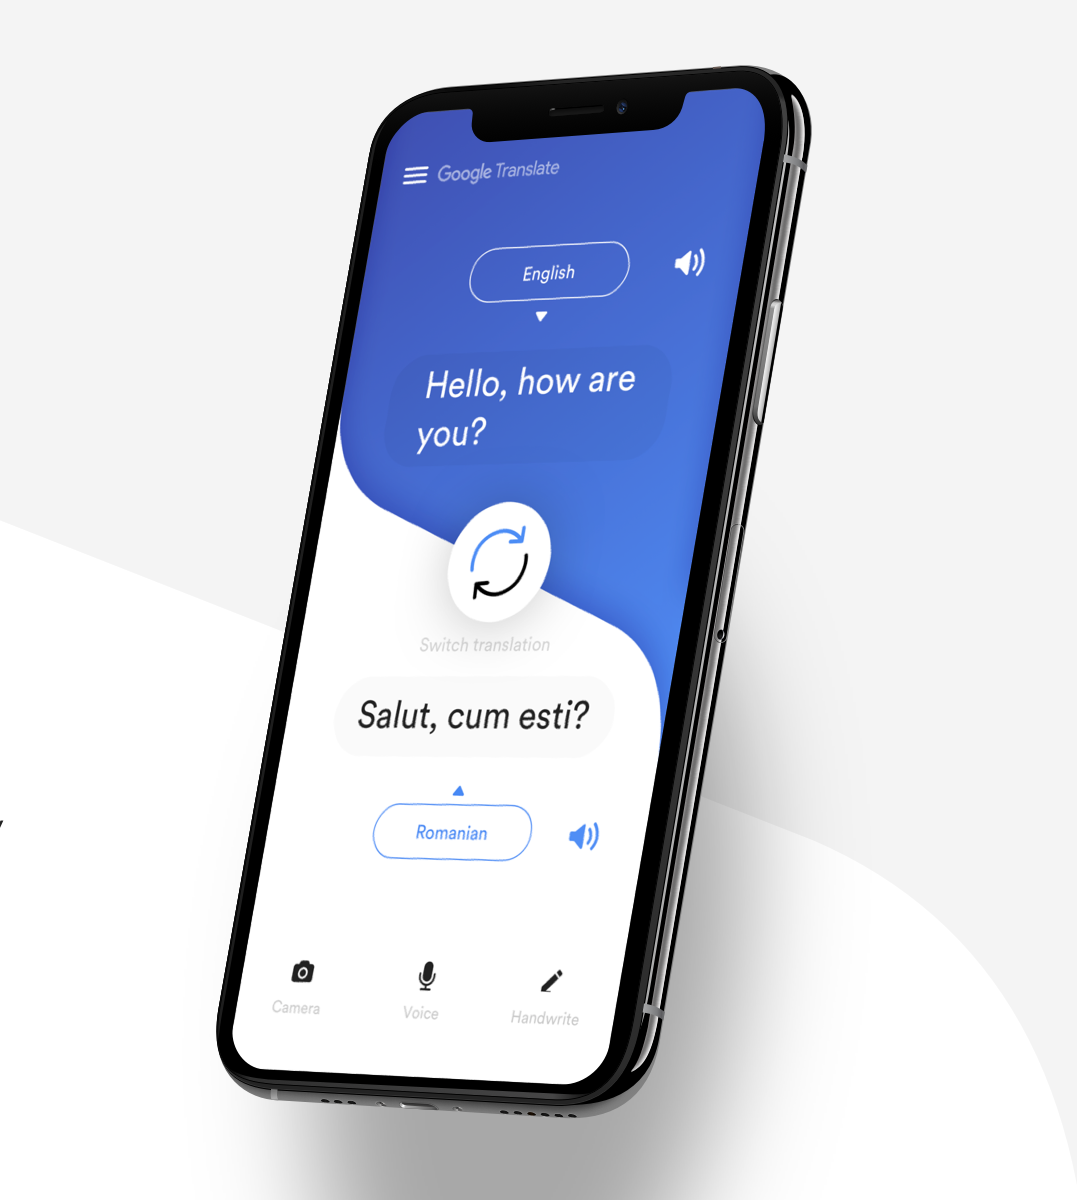 Google Translate
English
Hello, how are
you?
Switch translation
Salut, cum esti?
Romanian
Camera
Voice
Handwrite